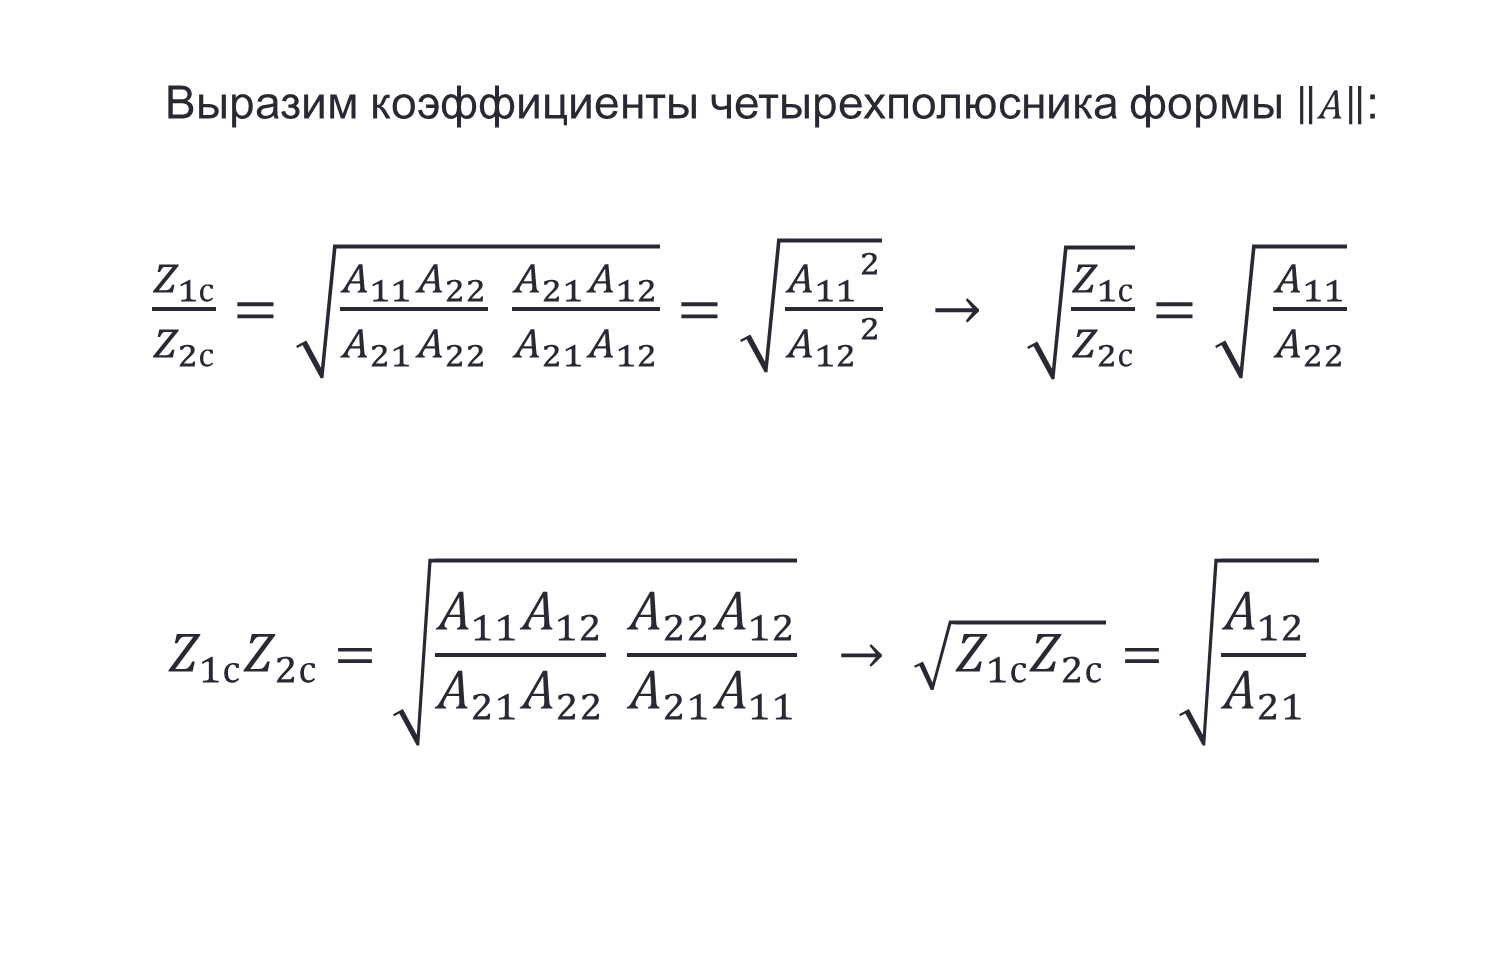 Выразим коэффициенты четырехполюсника формы ||A||:
Z₁c/Z₂c = √(A₁₁A₂₂/A₂₁A₂₂ A₂₁A₁₂/A₂₁A₁₂) = √(A₁₁²/A₁₂²) → √(Z₁c/Z₂c) = √(A₁₁/A₂₂)
Z₁cZ₂c = √(A₁₁A₁₂/A₂₁A₂₂ A₂₂A₁₂/A₂₁A₁₁) → √(Z₁cZ₂c) = √(A₁₂/A₂₁)